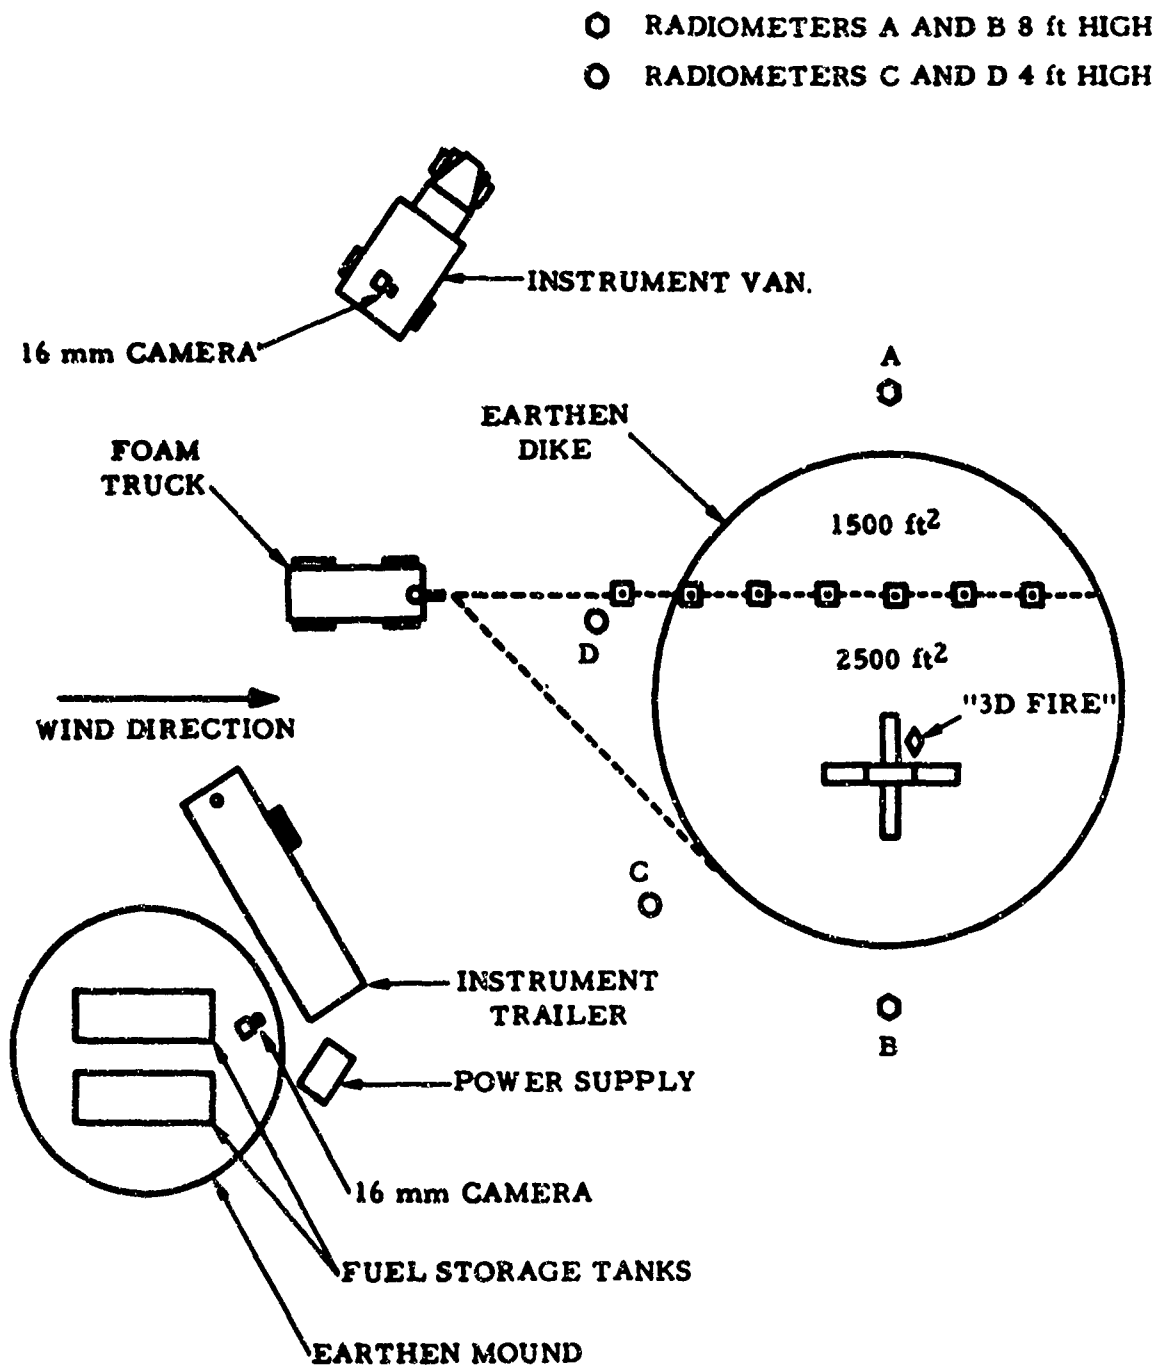 RADIOMETERS A AND B 8 ft HIGH
RADIOMETERS C AND D 4 ft HIGH
INSTRUMENT VAN.
16 mm CAMERA
A
EARTHEN
DIKE
FOAM
TRUCK
1500 ft²
D
2500 ft²
"3D FIRE"
WIND DIRECTION
C
INSTRUMENT
TRAILER
B
POWER SUPPLY
16 mm CAMERA
FUEL STORAGE TANKS
EARTHEN MOUND